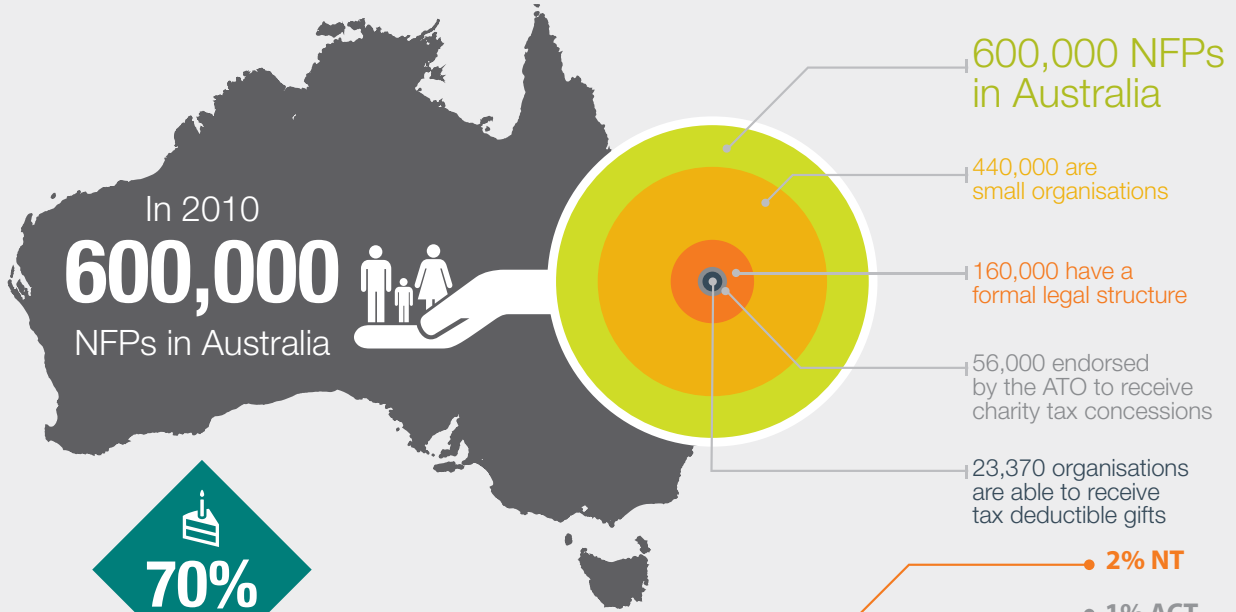 In 2010
600,000
NFPs in Australia
600,000 NFPs
in Australia
440,000 are
small organisations
160,000 have a
formal legal structure
56,000 endorsed
by the ATO to receive
charity tax concessions
23,370 organisations
are able to receive
tax deductible gifts
70%
2% NT
1% ACT